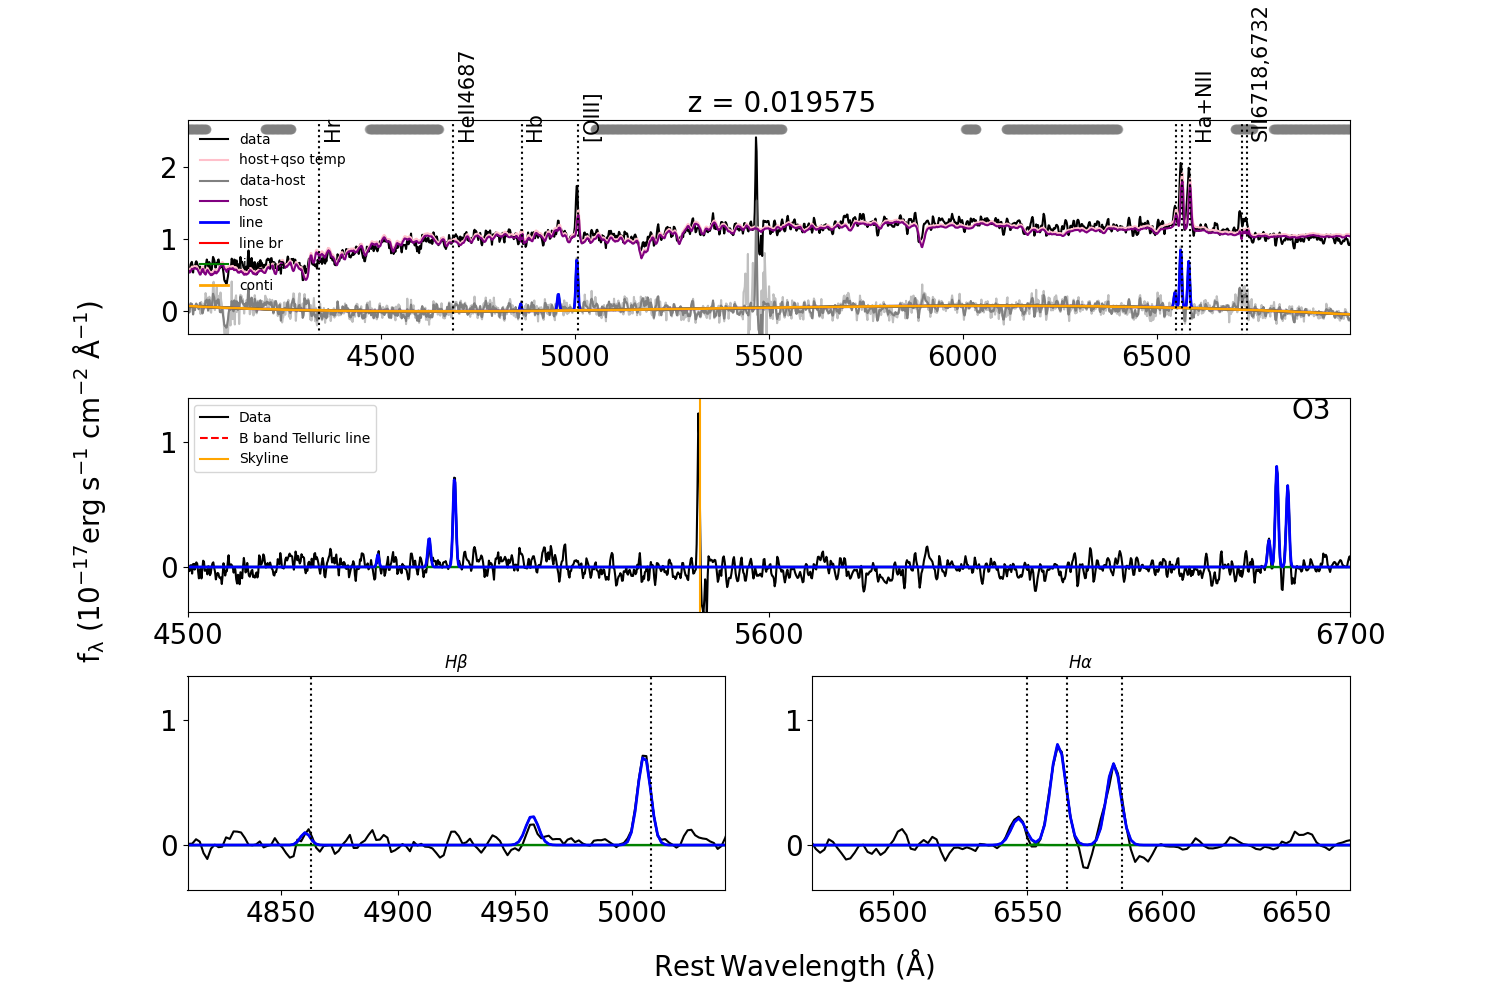 z = 0.019575
Hr
HeII4687
Hb
[OIII]
Ha+NII
SII6718,6732
data
host+qso temp
data-host
host
line
line br
conti
2
1
0
4500
5000
5500
6000
6500
fλ (10⁻¹⁷erg s⁻¹ cm⁻² Å⁻¹)
O3
Data
B band Telluric line
Skyline
1
0
4500
5600
6700
Hβ
1
0
4850
4900
4950
5000
Hα
1
0
6500
6550
6600
6650
Rest Wavelength (Å)